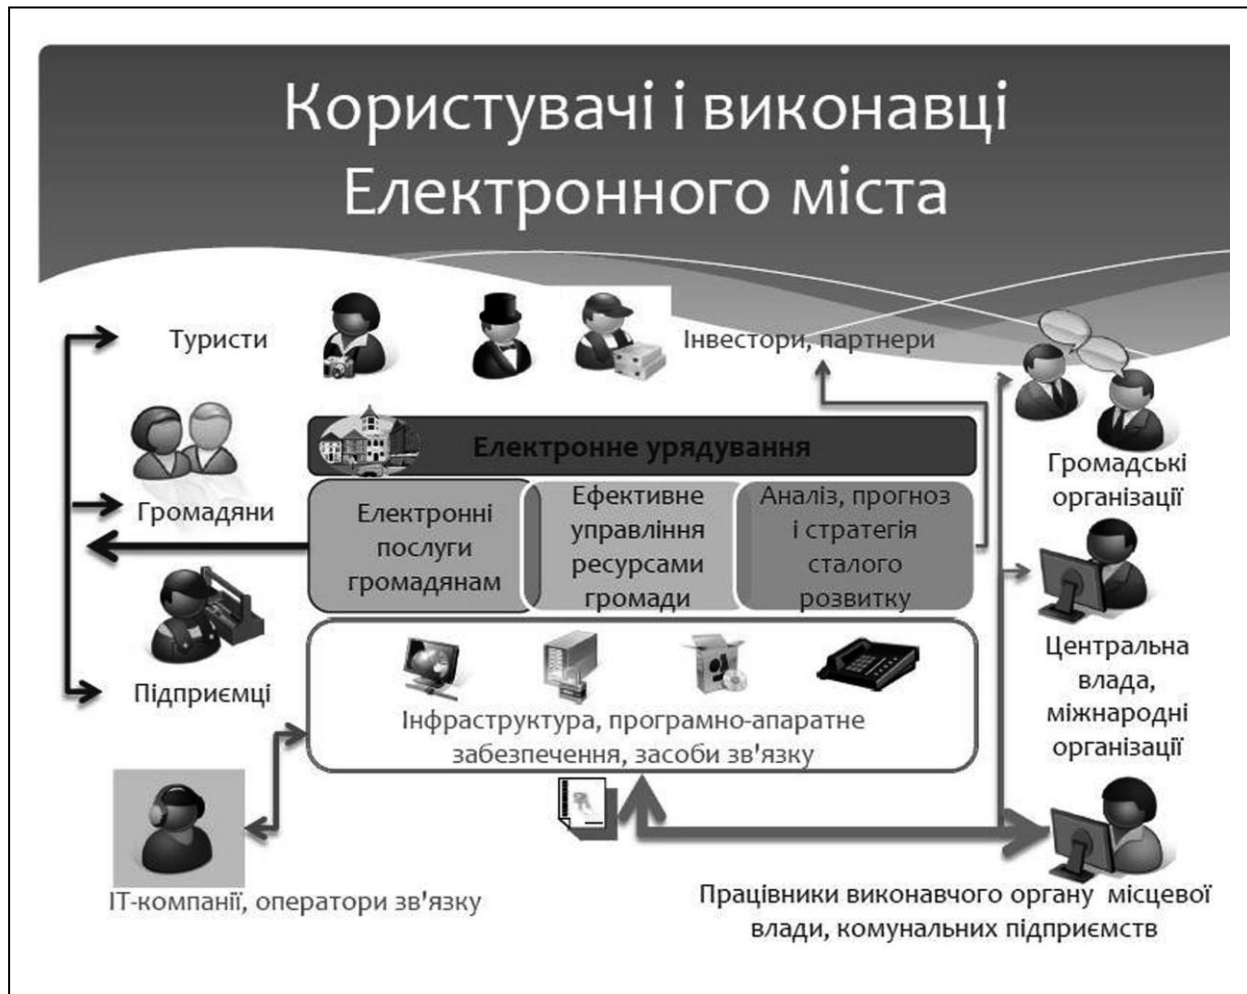 Користувачі і виконавці
Електронного міста
Туристи
Інвестори, партнери
Громадяни
Підприємці
Електронне урядування
Електронні
послуги
громадянам
Ефективне
управління
ресурсами
громади
Аналіз, прогноз
і стратегія
сталого
розвитку
Громадські
організації
Центральна
влада,
міжнародні
організації
Інфраструктура, програмно-апаратне
забезпечення, засоби зв'язку
ІТ-компанії, оператори зв'язку
Працівники виконавчого органу місцевої
влади, комунальних підприємств